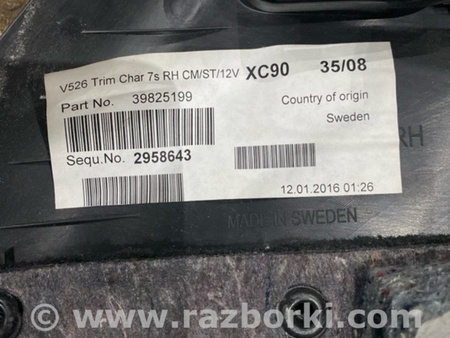 V526 Trim Char 7s RH CM/ST/12V XC90 35/08
Part No. 39825199
Country of origin
Sweden
Sequ.No. 2958643
RH
12.01.2016 01:26
MADE IN SWEDEN
www.razborki.com